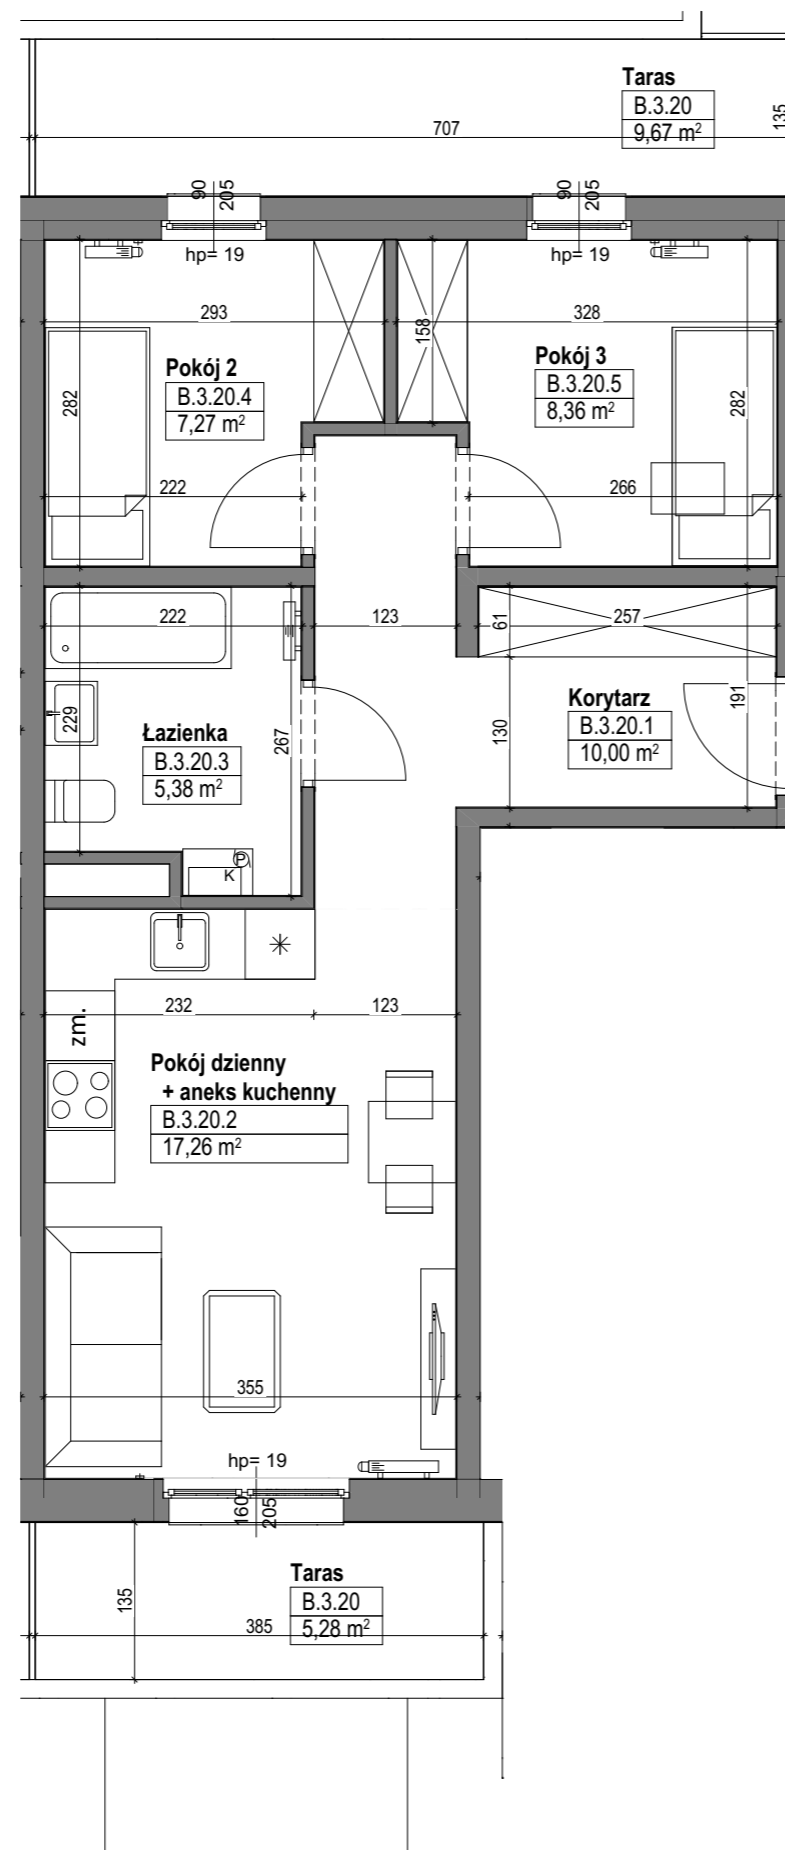 Taras
B.3.20
9,67 m²
135
707
90
205
90
205
hp= 19
hp= 19
293
328
158
Pokój 2
B.3.20.4
7,27 m²
Pokój 3
B.3.20.5
8,36 m²
282
282
222
266
222
123
61
257
229
267
130
191
Łazienka
B.3.20.3
5,38 m²
Korytarz
B.3.20.1
10,00 m²
P
K
232
123
zm.
Pokój dzienny
+ aneks kuchenny
B.3.20.2
17,26 m²
355
hp= 19
160
205
Taras
B.3.20
5,28 m²
135
385